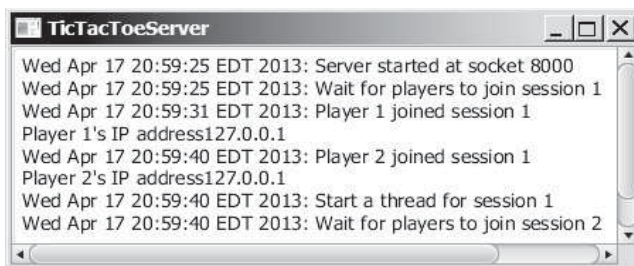 TicTacToeServer
Wed Apr 17 20:59:25 EDT 2013: Server started at socket 8000
Wed Apr 17 20:59:25 EDT 2013: Wait for players to join session 1
Wed Apr 17 20:59:31 EDT 2013: Player 1 joined session 1
Player 1's IP address127.0.0.1
Wed Apr 17 20:59:40 EDT 2013: Player 2 joined session 1
Player 2's IP address127.0.0.1
Wed Apr 17 20:59:40 EDT 2013: Start a thread for session 1
Wed Apr 17 20:59:40 EDT 2013: Wait for players to join session 2